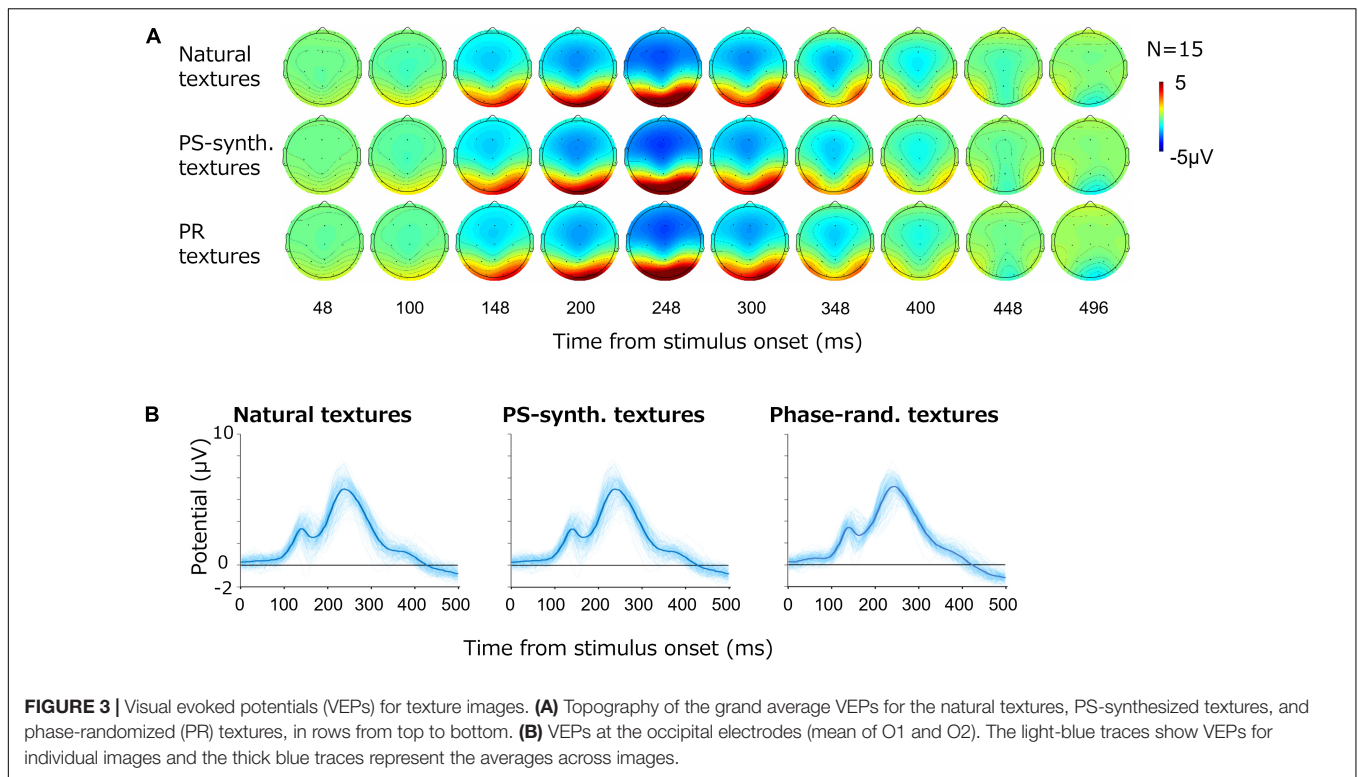 A
Natural
textures
N=15
5
-5μV
PS-synth.
textures
PR
textures
48 100 148 200 248 300 348 400 448 496
Time from stimulus onset (ms)
B Natural textures PS-synth. textures Phase-rand. textures
Potential (μV)
10
0
-2
0 100 200 300 400 500 0 100 200 300 400 500 0 100 200 300 400 500
Time from stimulus onset (ms)
FIGURE 3 | Visual evoked potentials (VEPs) for texture images. (A) Topography of the grand average VEPs for the natural textures, PS-synthesized textures, and
phase-randomized (PR) textures, in rows from top to bottom. (B) VEPs at the occipital electrodes (mean of O1 and O2). The light-blue traces show VEPs for
individual images and the thick blue traces represent the averages across images.